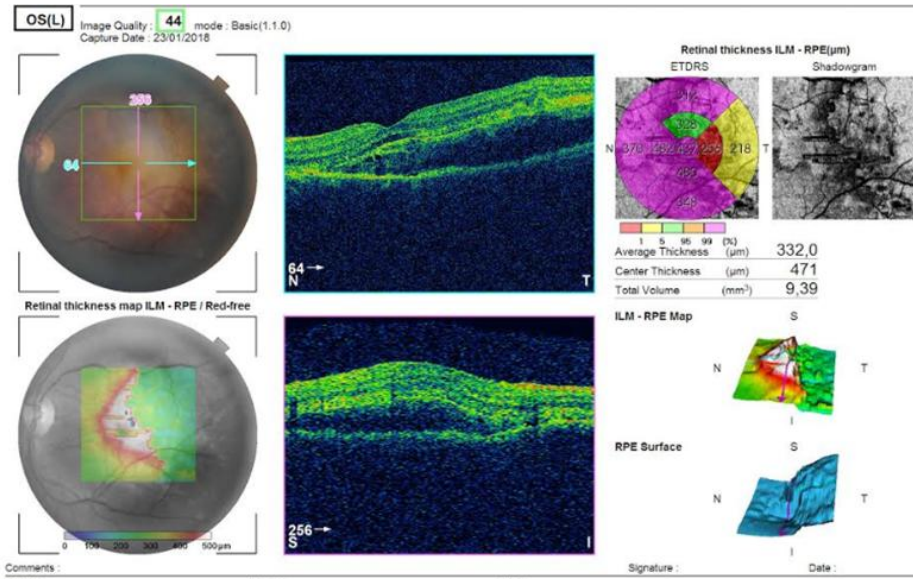 OS(L) Image Quality : 44 mode : Basic(1.1.0)
Capture Date : 23/01/2018
256
64
64
N T
Retinal thickness ILM - RPE(µm)
ETDRS Shadowgram
N T
328
370 218
1 5 95 99 (%)
Average Thickness (µm) 332,0
Center Thickness (µm) 471
Total Volume (mm³) 9,39
Retinal thickness map ILM - RPE / Red-free
0 100 200 300 400 500µm
256
S I
ILM - RPE Map
S
N T
I
RPE Surface
S
N T
I
Comments : Signature : Date :